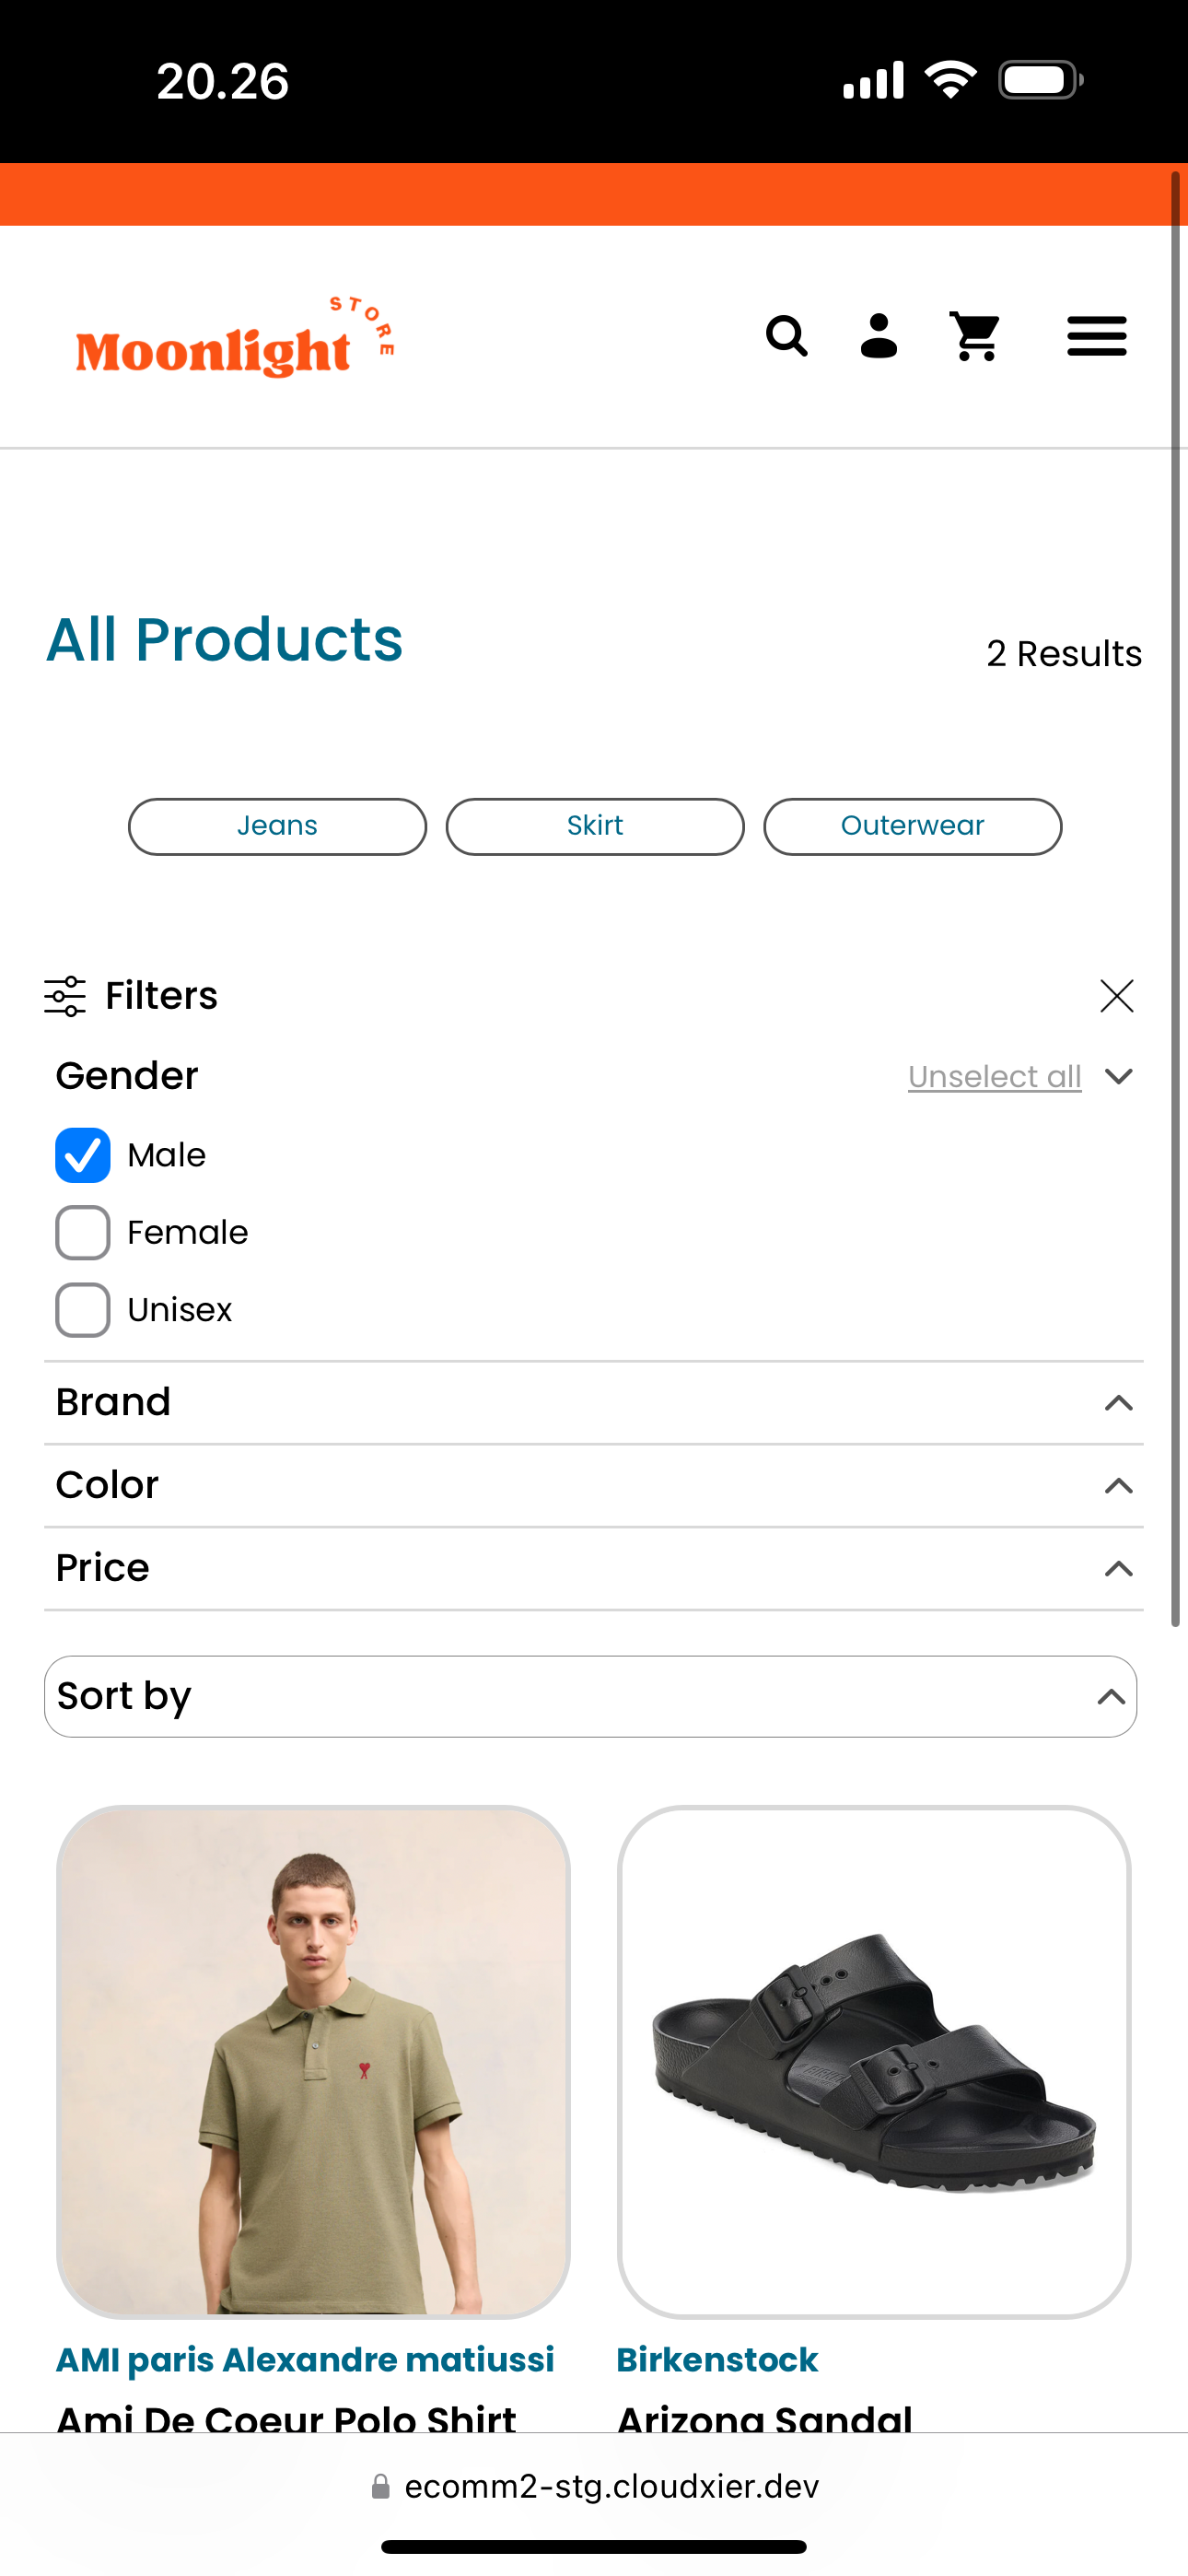 20.26
STORE
Moonlight
All Products
2 Results
Jeans
Skirt
Outerwear
Filters
Gender
Unselect all
Male
Female
Unisex
Brand
Color
Price
Sort by
AMI paris Alexandre matiussi
Birkenstock
Ami De Coeur Polo Shirt
Arizona Sandal
ecomm2-stg.cloudxier.dev